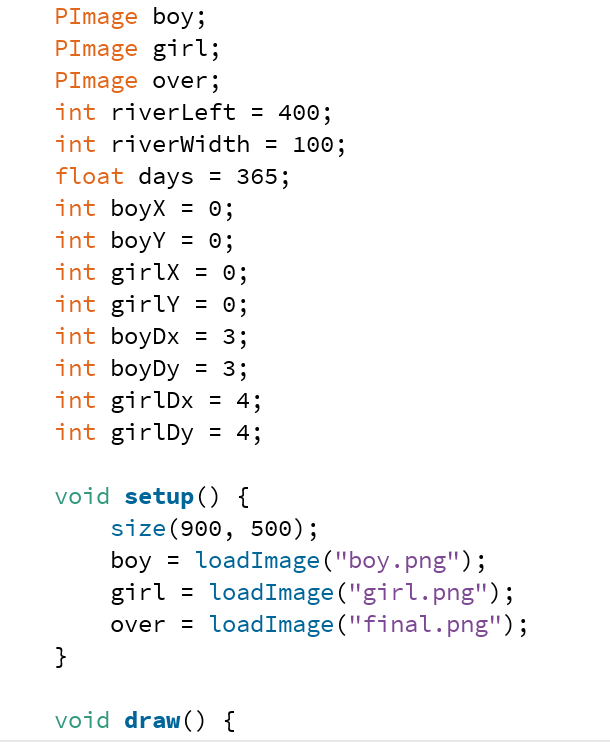 PImage boy;
PImage girl;
PImage over;
int riverLeft = 400;
int riverWidth = 100;
float days = 365;
int boyX = 0;
int boyY = 0;
int girlX = 0;
int girlY = 0;
int boyDx = 3;
int boyDy = 3;
int girlDx = 4;
int girlDy = 4;

void setup() {
    size(900, 500);
    boy = loadImage("boy.png");
    girl = loadImage("girl.png");
    over = loadImage("final.png");
}

void draw() {